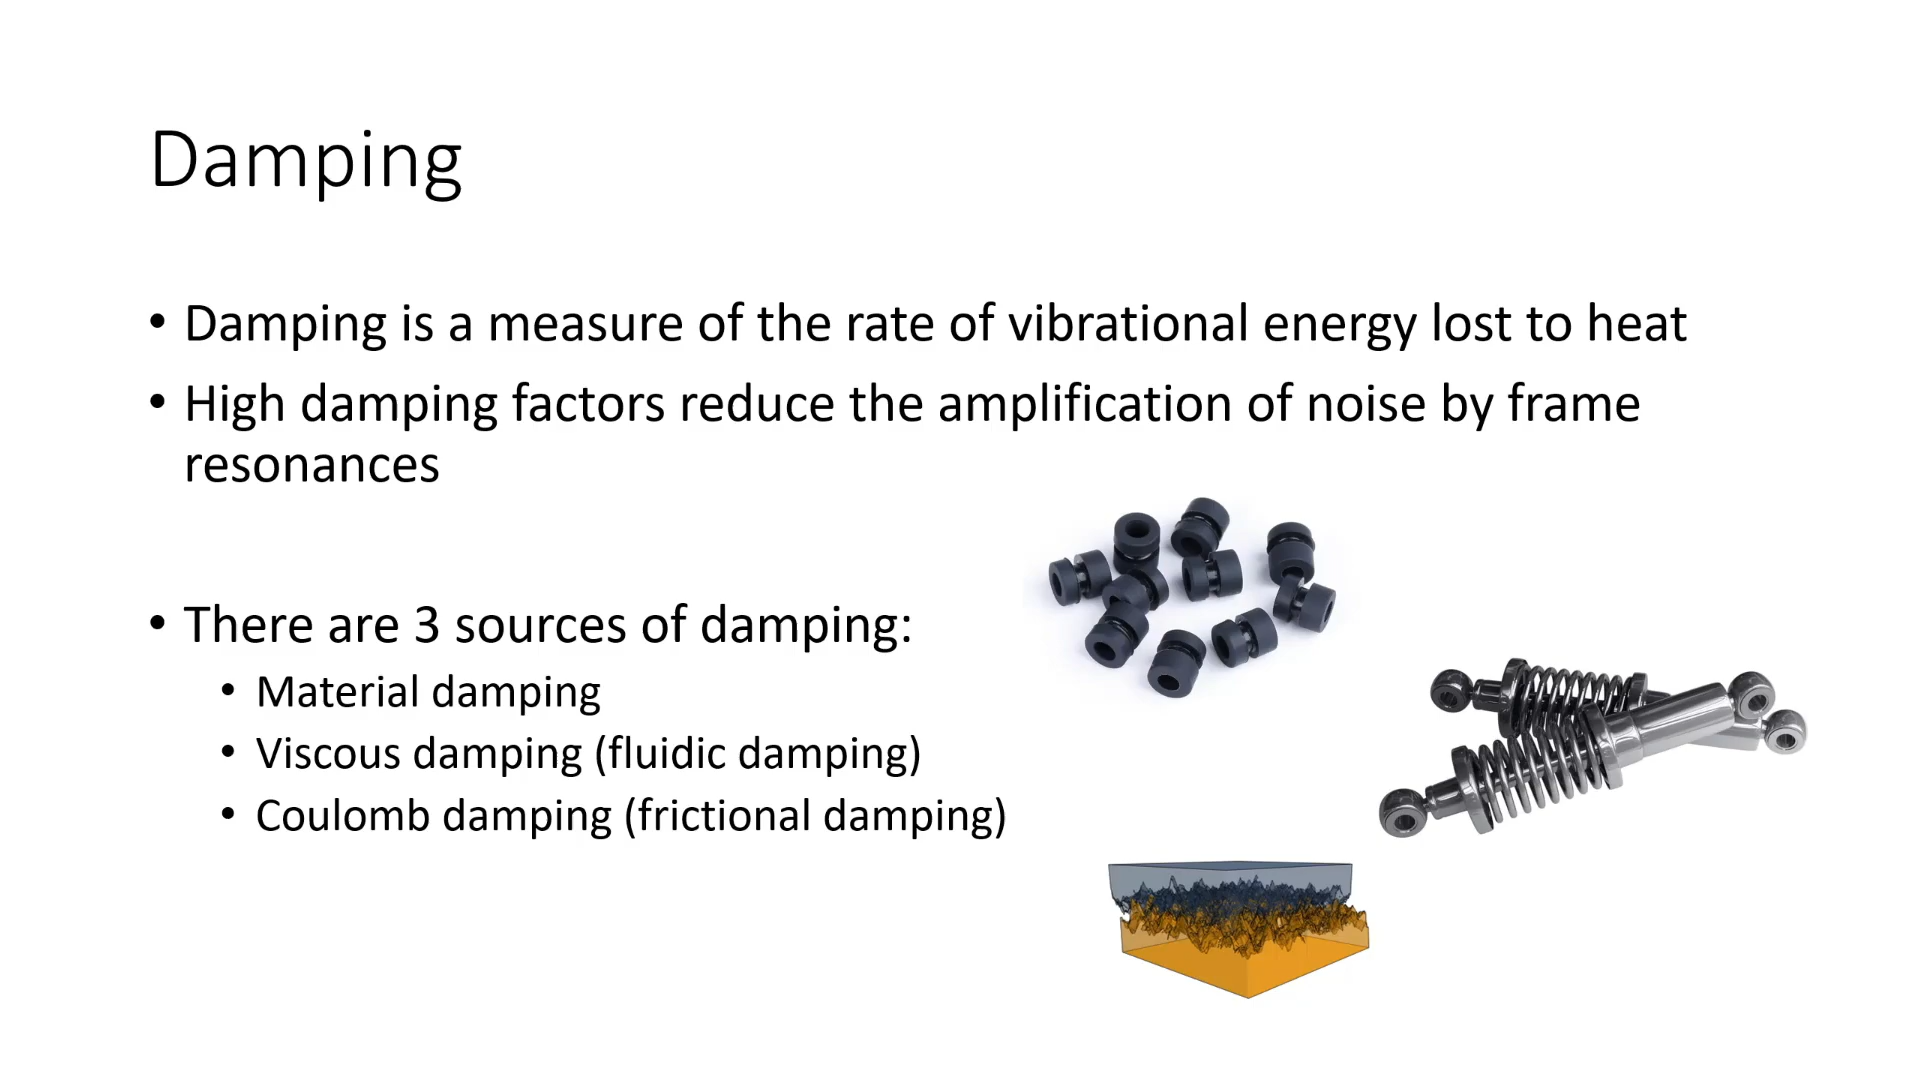 Damping
• Damping is a measure of the rate of vibrational energy lost to heat
• High damping factors reduce the amplification of noise by frame
resonances
• There are 3 sources of damping:
• Material damping
• Viscous damping (fluidic damping)
• Coulomb damping (frictional damping)